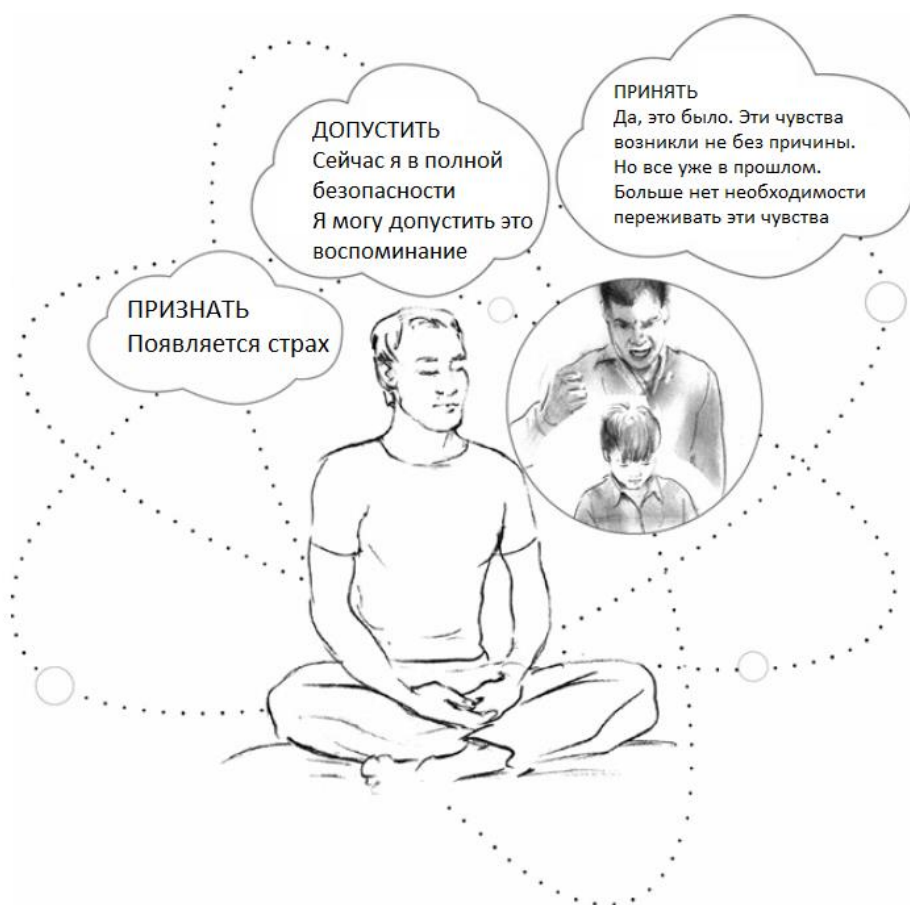 ПРИЗНАТЬ
Появляется страх
ДОПУСТИТЬ
Сейчас я в полной
безопасности
Я могу допустить это
воспоминание
ПРИНЯТЬ
Да, это было. Эти чувства
возникли не без причины.
Но все уже в прошлом.
Больше нет необходимости
переживать эти чувства